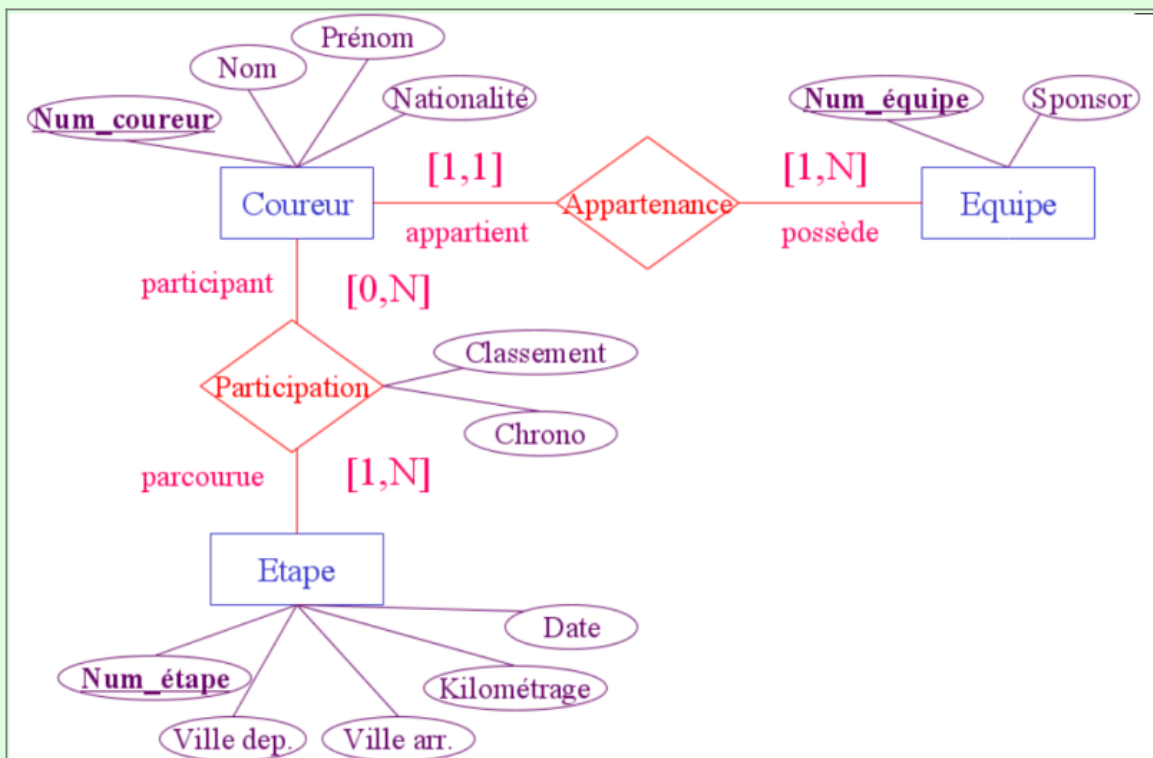 Prénom
Nom
Nationalité
Num_coureur
Num_équipe
Sponsor
[1,1]
[1,N]
Coureur
Appartenance
Equipe
appartient
possède
participant
[0,N]
Classement
Participation
Chrono
parcourue
[1,N]
Etape
Date
Num_étape
Kilométrage
Ville dep.
Ville arr.